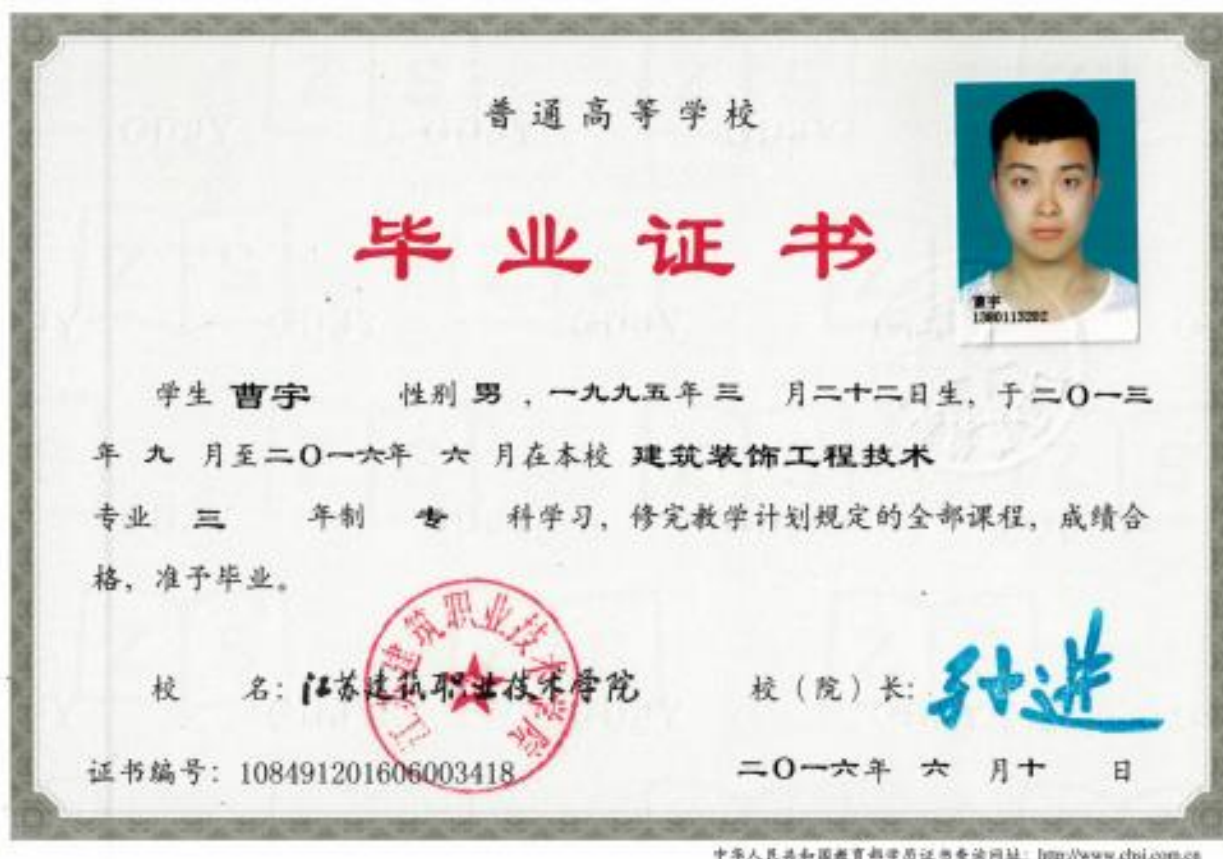 普通高等学校
毕业证书
曹宇
1380113202
学生 曹宇 性别 男 ,一九九五年 三 月二十二日生, 于二〇一三
年 九 月至二〇一六年 六 月在本校 建筑装饰工程技术
专业 三 年制 专 科学习, 修完教学计划规定的全部课程, 成绩合
格, 准予毕业。
江苏建筑职业技术学院
校 名: 江苏建筑职业技术学院 校(院)长: 孙进
证书编号: 108491201606003418 二〇一六年 六 月十 日
中华人民共和国教育部学历证书查询网址: http://www.chsi.com.cn